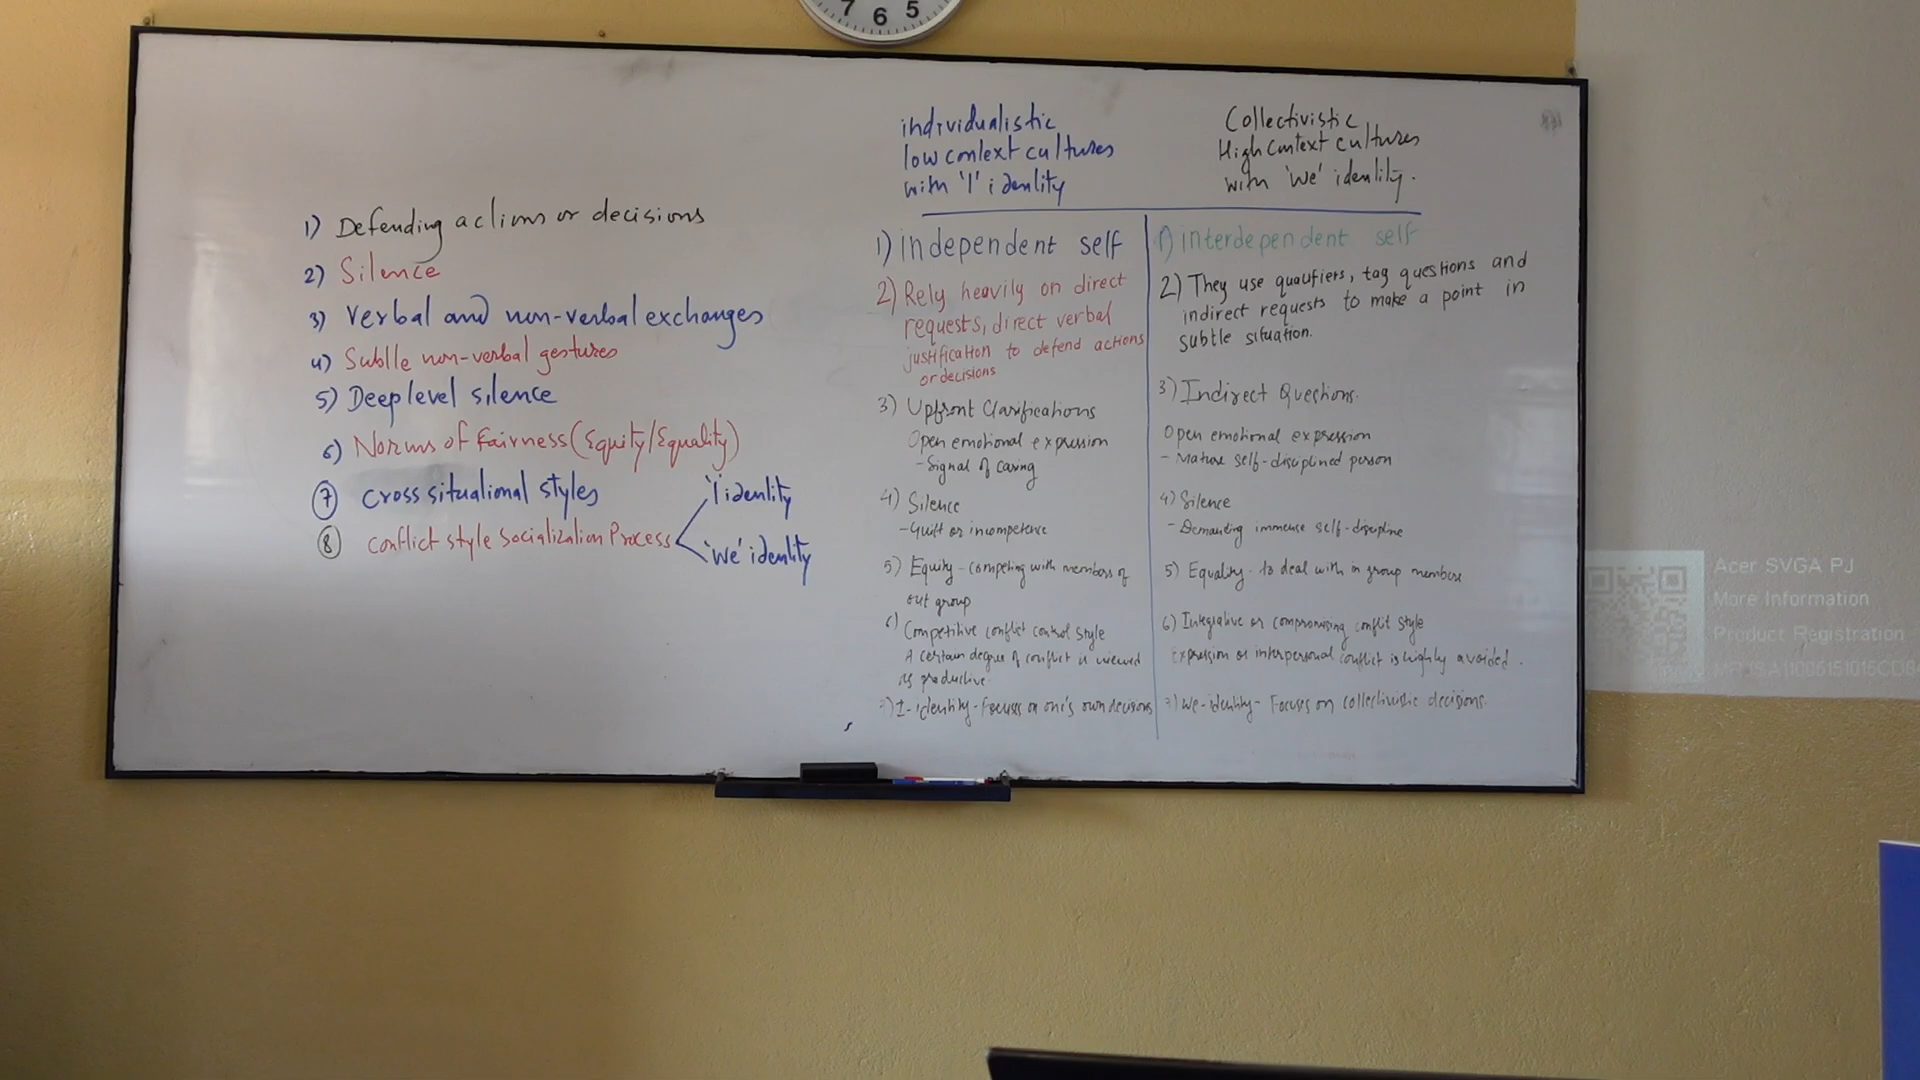 7 6 5
1) Defending actions or decisions
2) Silence
3) Verbal and non-verbal exchanges
4) Subtle non-verbal gestures
5) Deep level silence
6) Norms of Fairness (Equity/Equality)
7 cross situational styles
8 conflict style Socialization Process
'I' identity
'We' identity
individualistic
low context cultures
with 'I' identity
1) independent self
2) Rely heavily on direct
requests, direct verbal
justification to defend actions
or decisions
3) Upfront Clarifications
Open emotional expression
- Signal of caring
4) Silence
- Guilt or incompetence
5) Equity - competing with members of
out group
6) Competitive conflict control style
A certain degree of conflict is viewed
as productive
7) I-identity - Focuses on one's own decisions
Collectivistic
High Context cultures
with 'We' identity.
1) interdependent self
2) They use qualifiers, tag questions and
indirect requests to make a point in
subtle situation.
3) Indirect Questions.
Open emotional expression
- Mature self-disciplined person
4) Silence
- Demanding immense self-discipline
5) Equality - to deal with in group members
6) Integrative or compromising conflit style
Expression of interpersonal conflict is highly avoided.
7) We-identity - Focuses on collectivistic decisions.
Acer SVGA PJ
More Information
Product Registration